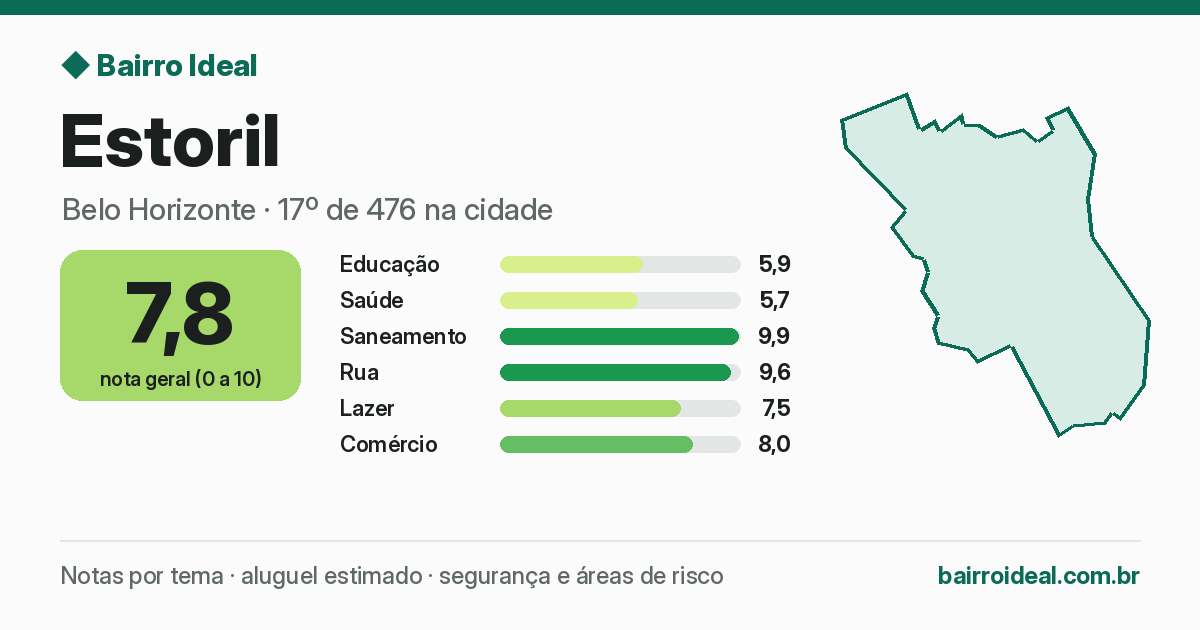 Bairro Ideal
Estoril
Belo Horizonte · 17º de 476 na cidade
7,8
nota geral (0 a 10)
Educação 5,9
Saúde 5,7
Saneamento 9,9
Rua 9,6
Lazer 7,5
Comércio 8,0
Notas por tema · aluguel estimado · segurança e áreas de risco
bairroideal.com.br